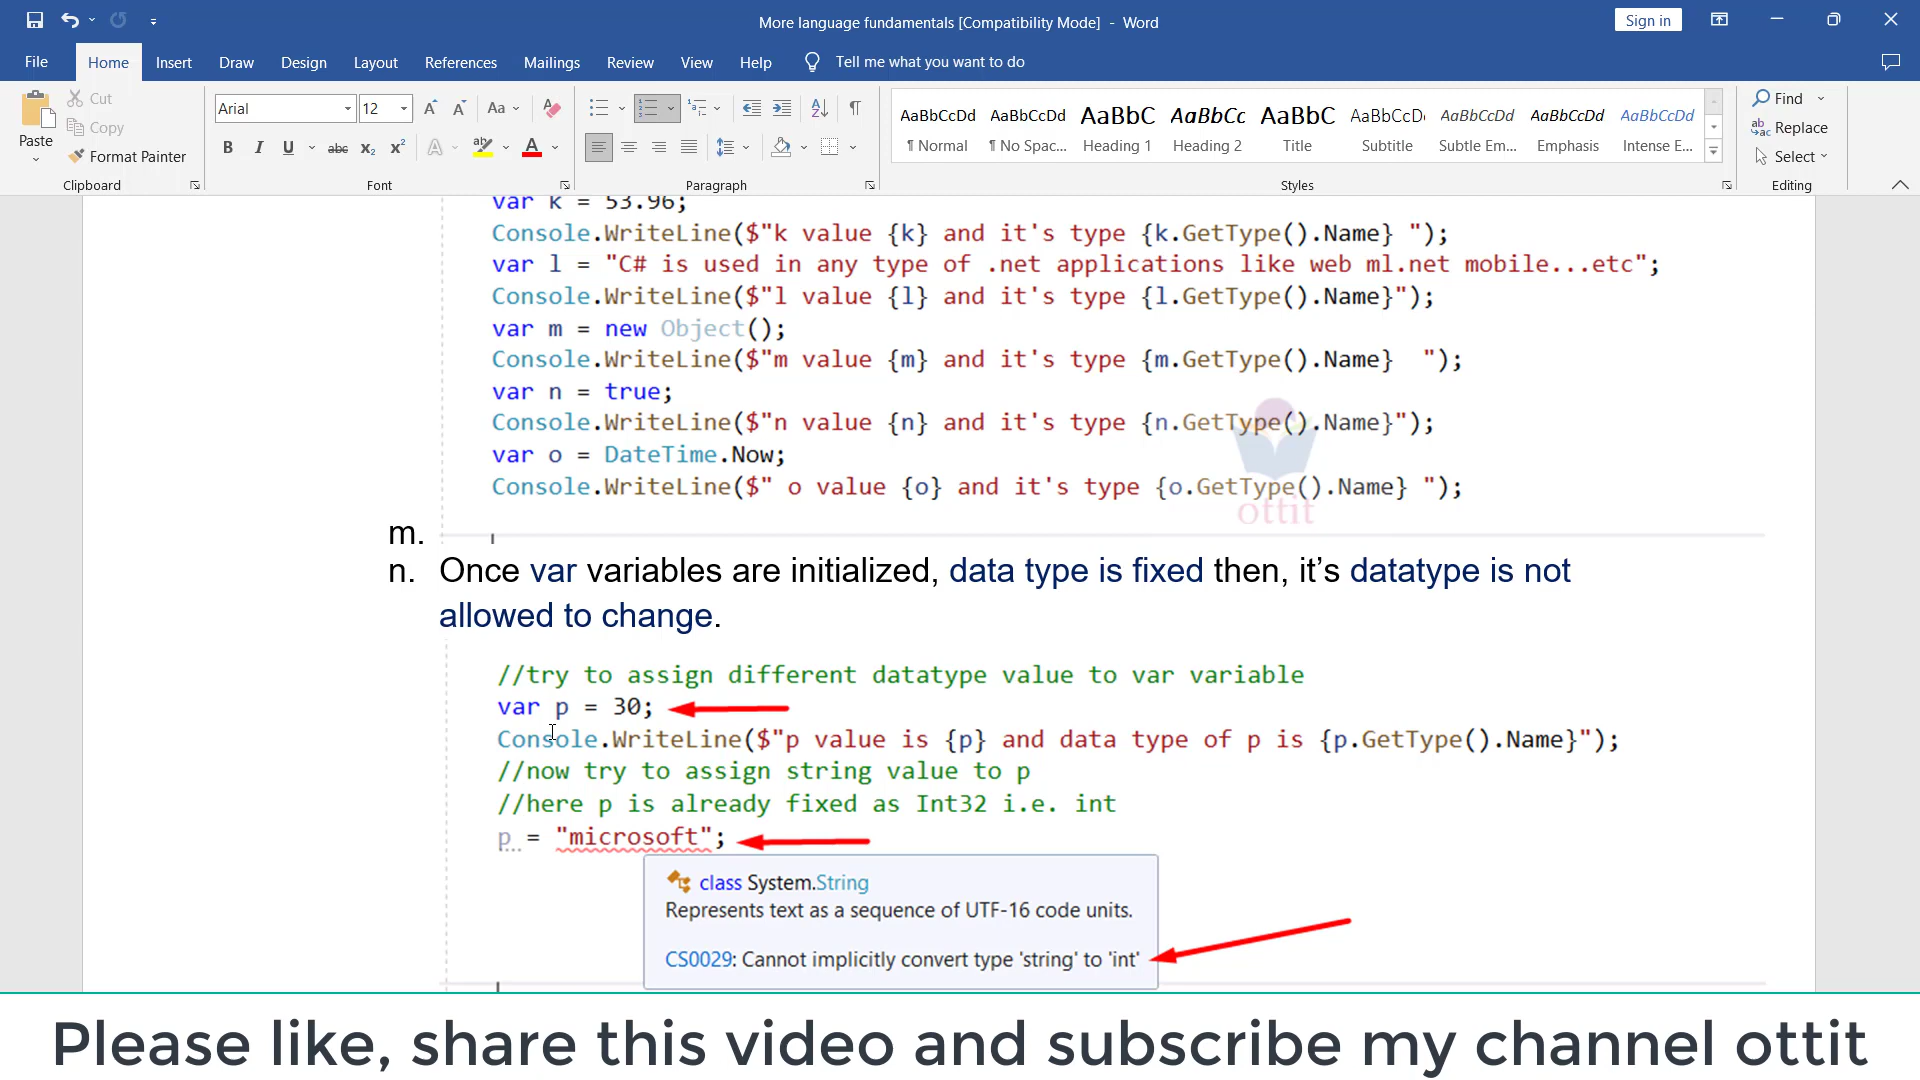 More language fundamentals [Compatibility Mode] - Word
Sign in
File Home Insert Draw Design Layout References Mailings Review View Help Tell me what you want to do
Paste
Cut
Copy
Format Painter
Clipboard
Arial 12
Font
Paragraph
AaBbCcDd AaBbCcDd AaBbC AaBbCc AaBbC AaBbCcD AaBbCcDd AaBbCcDd AaBbCcDd
¶ Normal ¶ No Spac... Heading 1 Heading 2 Title Subtitle Subtle Em... Emphasis Intense E...
Styles
Find
Replace
Select
Editing
var k = 53.96;
Console.WriteLine($"k value {k} and it's type {k.GetType().Name} ");
var l = "C# is used in any type of .net applications like web ml.net mobile...etc";
Console.WriteLine($"l value {l} and it's type {l.GetType().Name}");
var m = new Object();
Console.WriteLine($"m value {m} and it's type {m.GetType().Name}  ");
var n = true;
Console.WriteLine($"n value {n} and it's type {n.GetType().Name}");
var o = DateTime.Now;
Console.WriteLine($" o value {o} and it's type {o.GetType().Name} ");
ottit
m.
n. Once var variables are initialized, data type is fixed then, it’s datatype is not
allowed to change.
//try to assign different datatype value to var variable
var p = 30;
Console.WriteLine($"p value is {p} and data type of p is {p.GetType().Name}");
//now try to assign string value to p
//here p is already fixed as Int32 i.e. int
p = "microsoft";
class System.String
Represents text as a sequence of UTF-16 code units.
CS0029: Cannot implicitly convert type 'string' to 'int'
Please like, share this video and subscribe my channel ottit